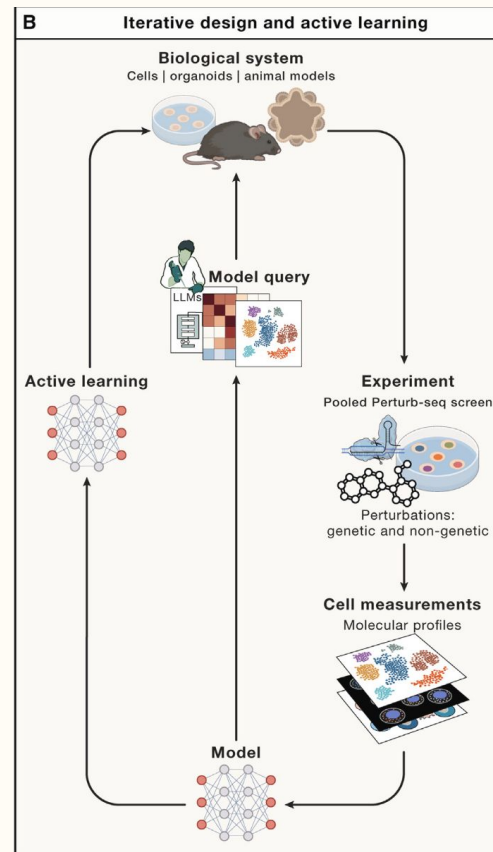 B Iterative design and active learning
Biological system
Cells | organoids | animal models
Model query
LLMs
Active learning
Experiment
Pooled Perturb-seq screen
Perturbations:
genetic and non-genetic
Cell measurements
Molecular profiles
Model